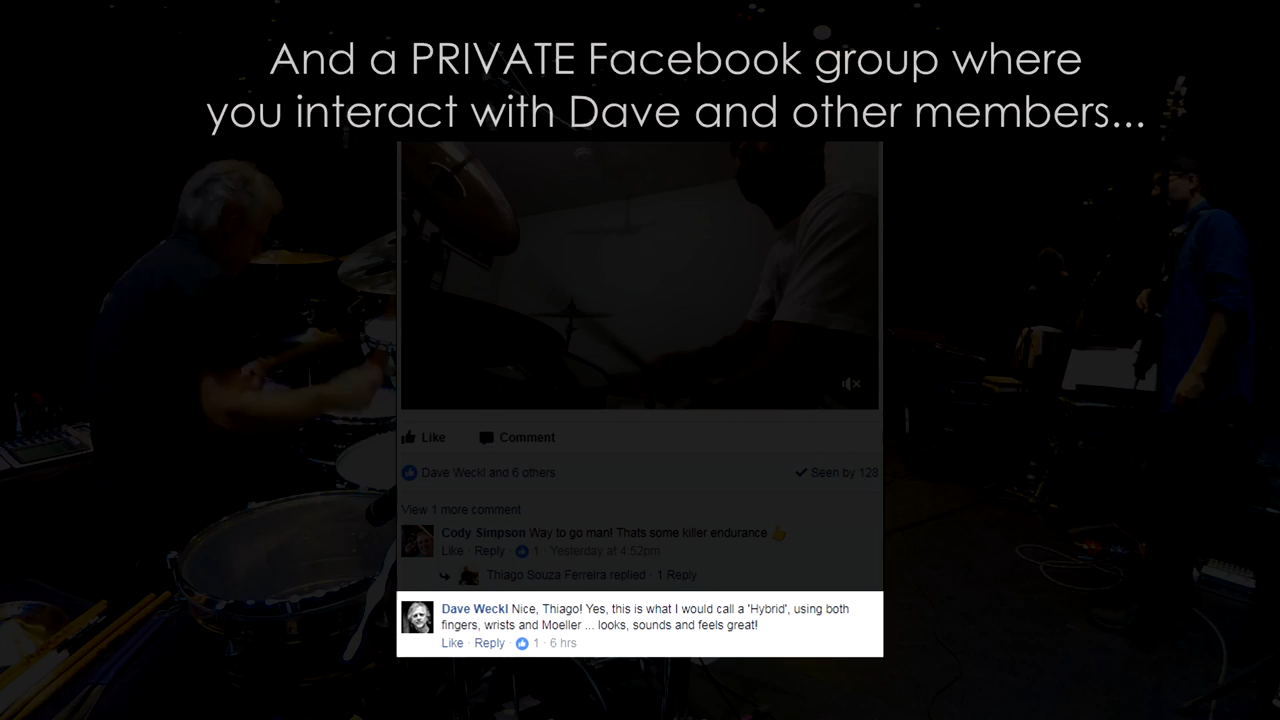 And a PRIVATE Facebook group where
you interact with Dave and other members...
Like Comment
Dave Weckl and 6 others Seen by 128
View 1 more comment
Cody Simpson Way to go man! Thats some killer endurance
Like · Reply · 1 · Yesterday at 4:52pm
Thiago Souza Ferreira replied · 1 Reply
Dave Weckl Nice, Thiago! Yes, this is what I would call a 'Hybrid', using both
fingers, wrists and Moeller ... looks, sounds and feels great!
Like · Reply · 1 · 6 hrs